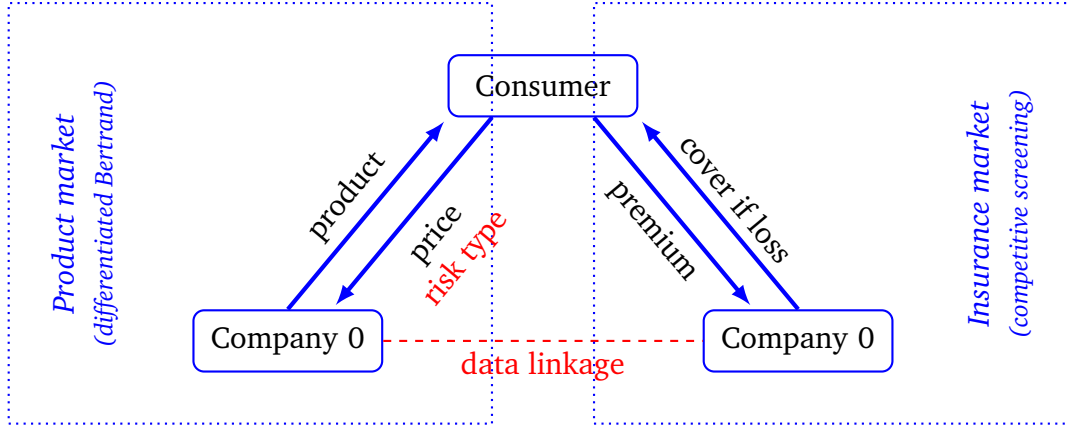 Consumer
Product market
(differentiated Bertrand)
product
price
risk type
premium
cover if loss
Insurance market
(competitive screening)
Company 0
data linkage
Company 0